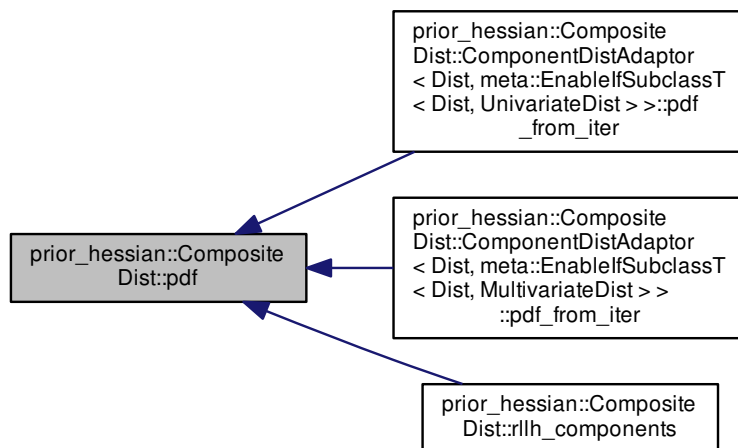 prior_hessian::Composite
Dist::ComponentDistAdaptor
< Dist, meta::EnableIfSubclassT
< Dist, UnivariateDist > >::pdf
_from_iter
prior_hessian::Composite
Dist::pdf
prior_hessian::Composite
Dist::ComponentDistAdaptor
< Dist, meta::EnableIfSubclassT
< Dist, MultivariateDist > >
::pdf_from_iter
prior_hessian::Composite
Dist::rllh_components